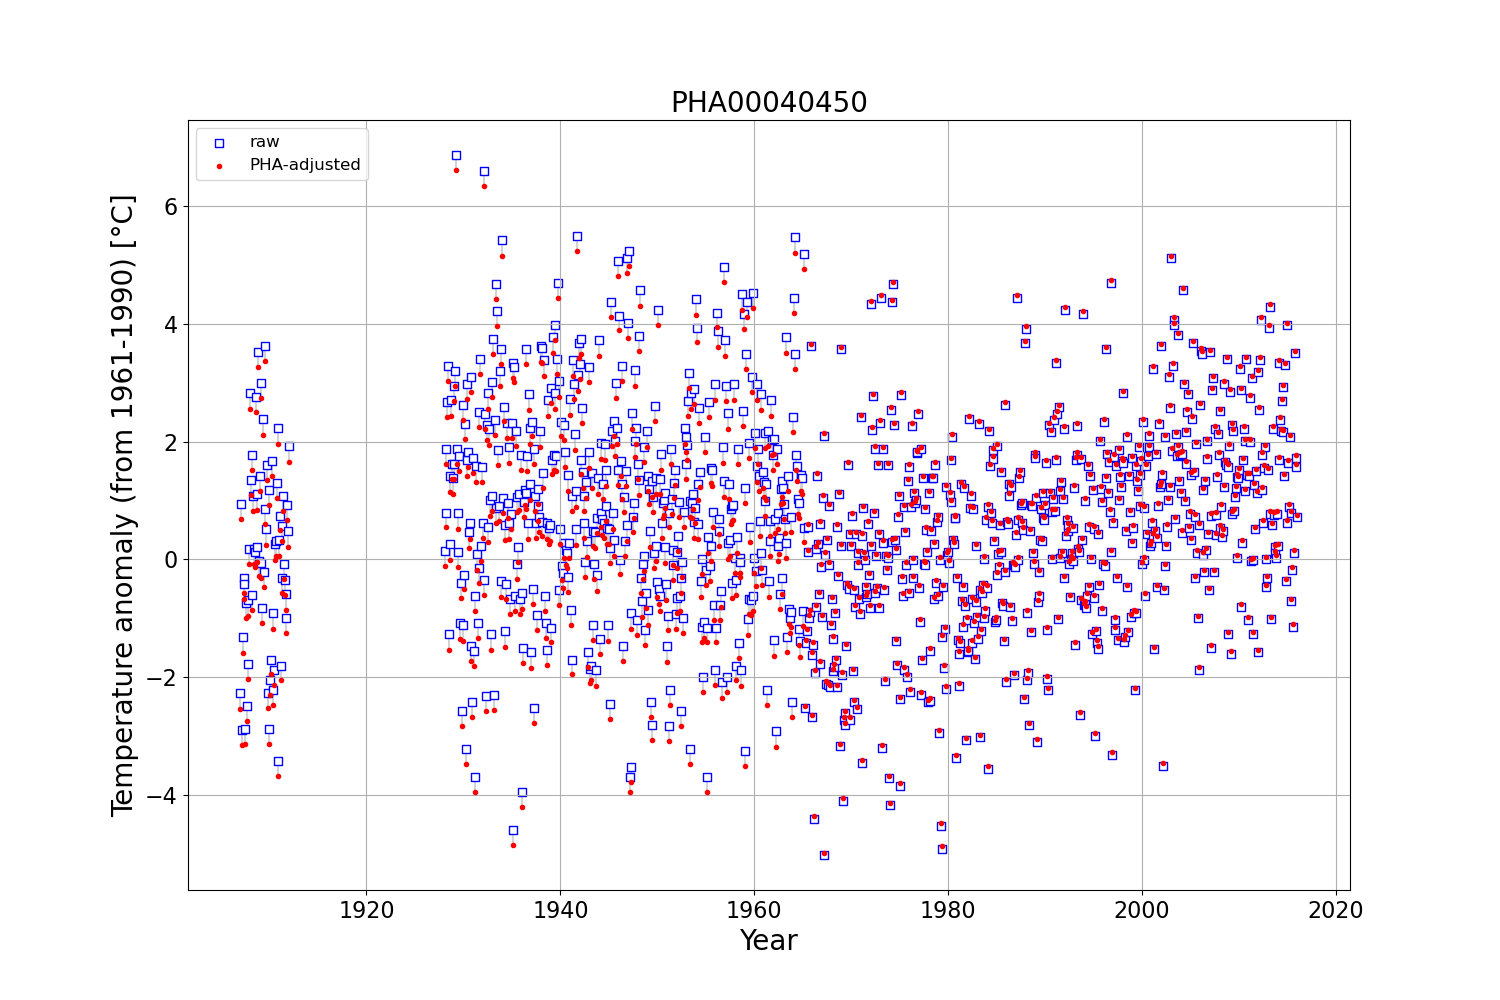 PHA00040450
raw
PHA-adjusted
Temperature anomaly (from 1961-1990) [°C]
6
4
2
0
−2
−4
1920
1940
1960
1980
2000
2020
Year